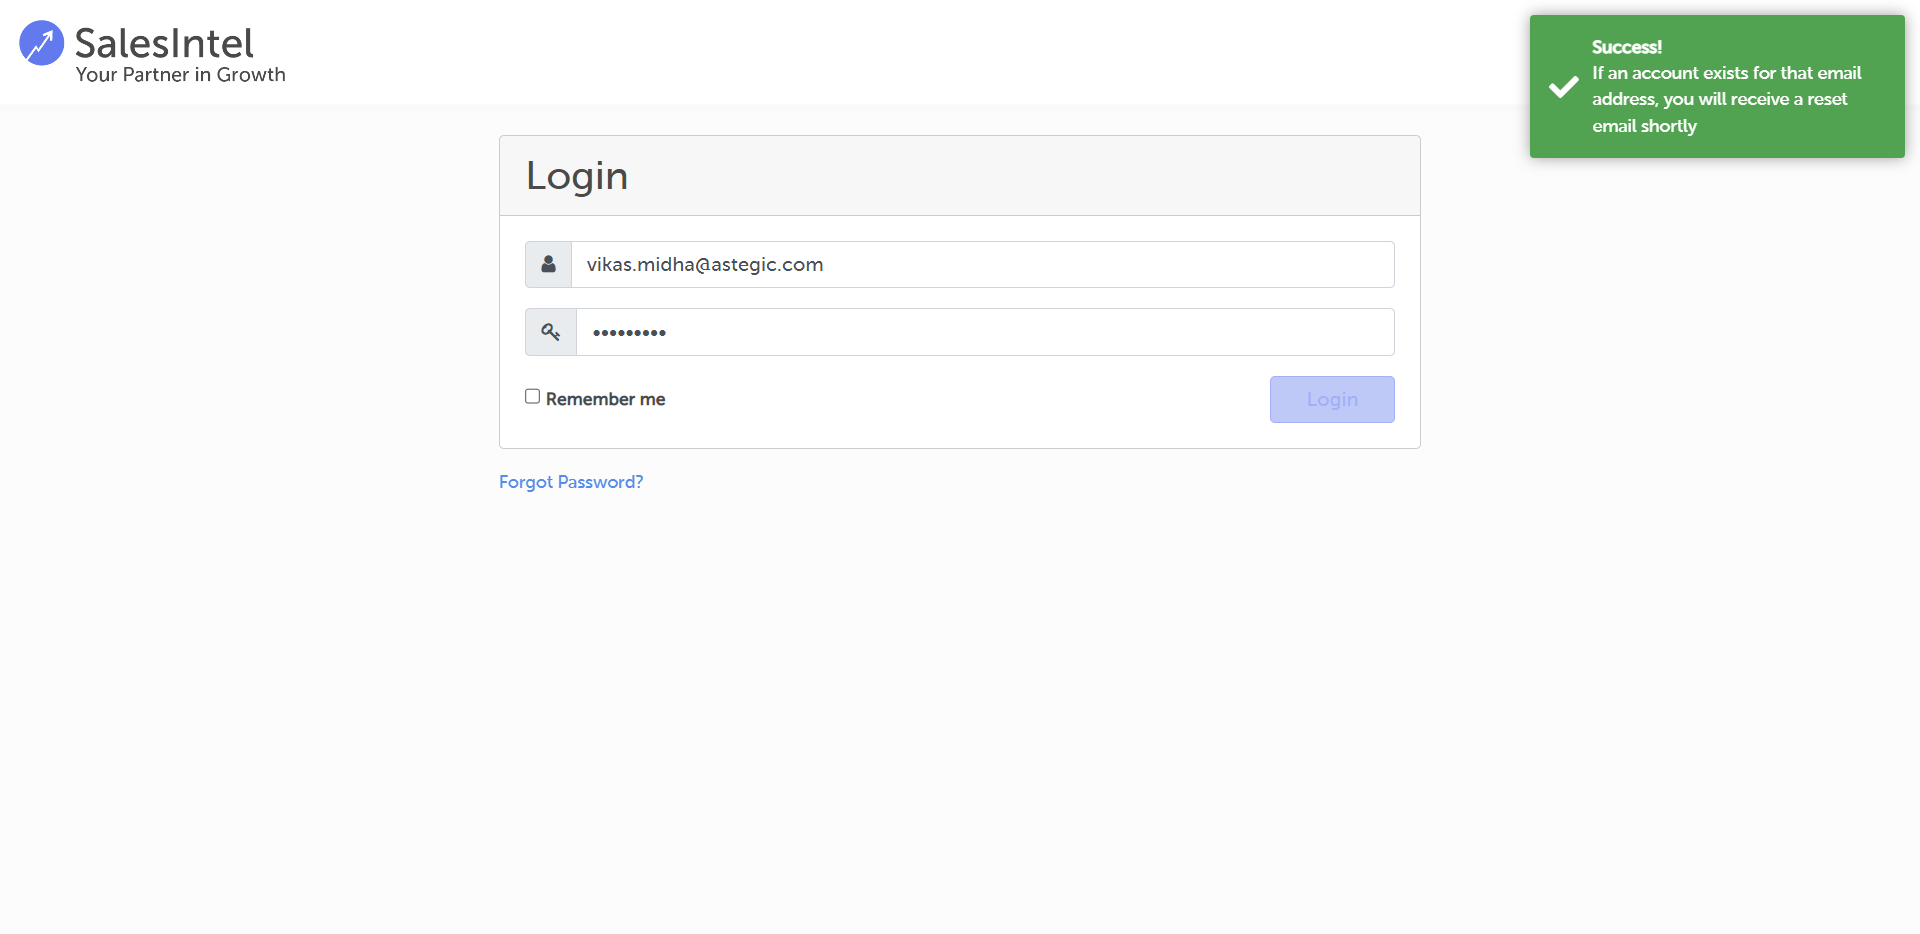 SalesIntel
Your Partner in Growth
Success!
If an account exists for that email
address, you will receive a reset
email shortly
Login
vikas.midha@astegic.com
•••••••••
Remember me
Login
Forgot Password?